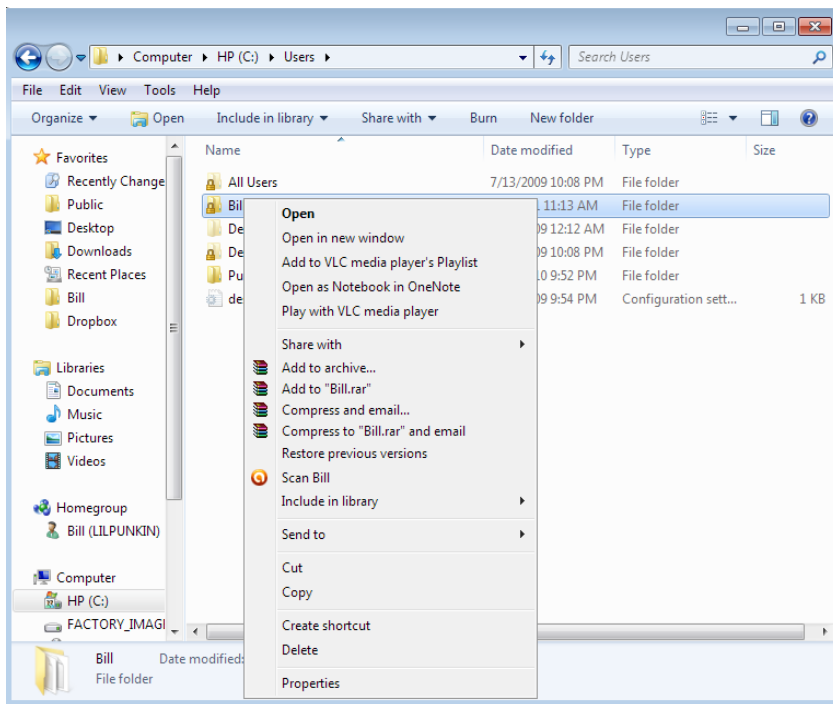 Computer HP (C:) Users Search Users
File Edit View Tools Help
Organize Open Include in library Share with Burn New folder
Name Date modified Type Size
Favorites
Recently Change
Public
Desktop
Downloads
Recent Places
Bill
Dropbox
Libraries
Documents
Music
Pictures
Videos
Homegroup
Bill (LILPUNKIN)
Computer
HP (C:)
FACTORY_IMAG
All Users 7/13/2009 10:08 PM File folder
Bil 11:13 AM File folder
De 09 12:12 AM File folder
De 09 10:08 PM File folder
Pu 10 9:52 PM File folder
de 09 9:54 PM Configuration sett... 1 KB
Open
Open in new window
Add to VLC media player's Playlist
Open as Notebook in OneNote
Play with VLC media player
Share with
Add to archive...
Add to "Bill.rar"
Compress and email...
Compress to "Bill.rar" and email
Restore previous versions
Scan Bill
Include in library
Send to
Cut
Copy
Create shortcut
Delete
Properties
Bill Date modified:
File folder